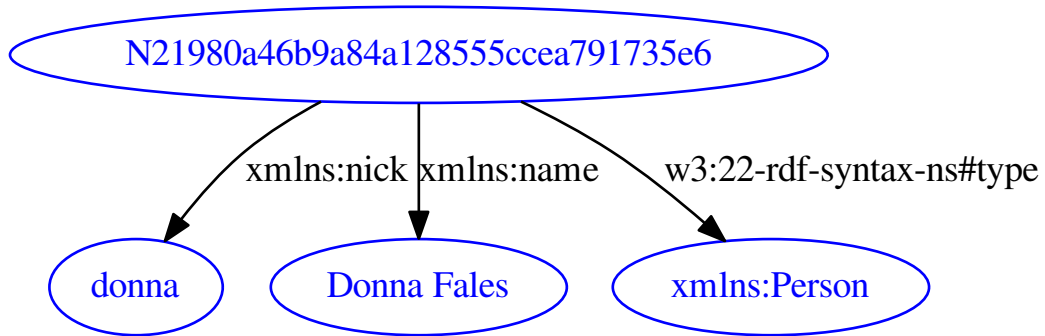 N21980a46b9a84a128555ccea791735e6
xmlns:nick xmlns:name w3:22-rdf-syntax-ns#type
donna Donna Fales xmlns:Person